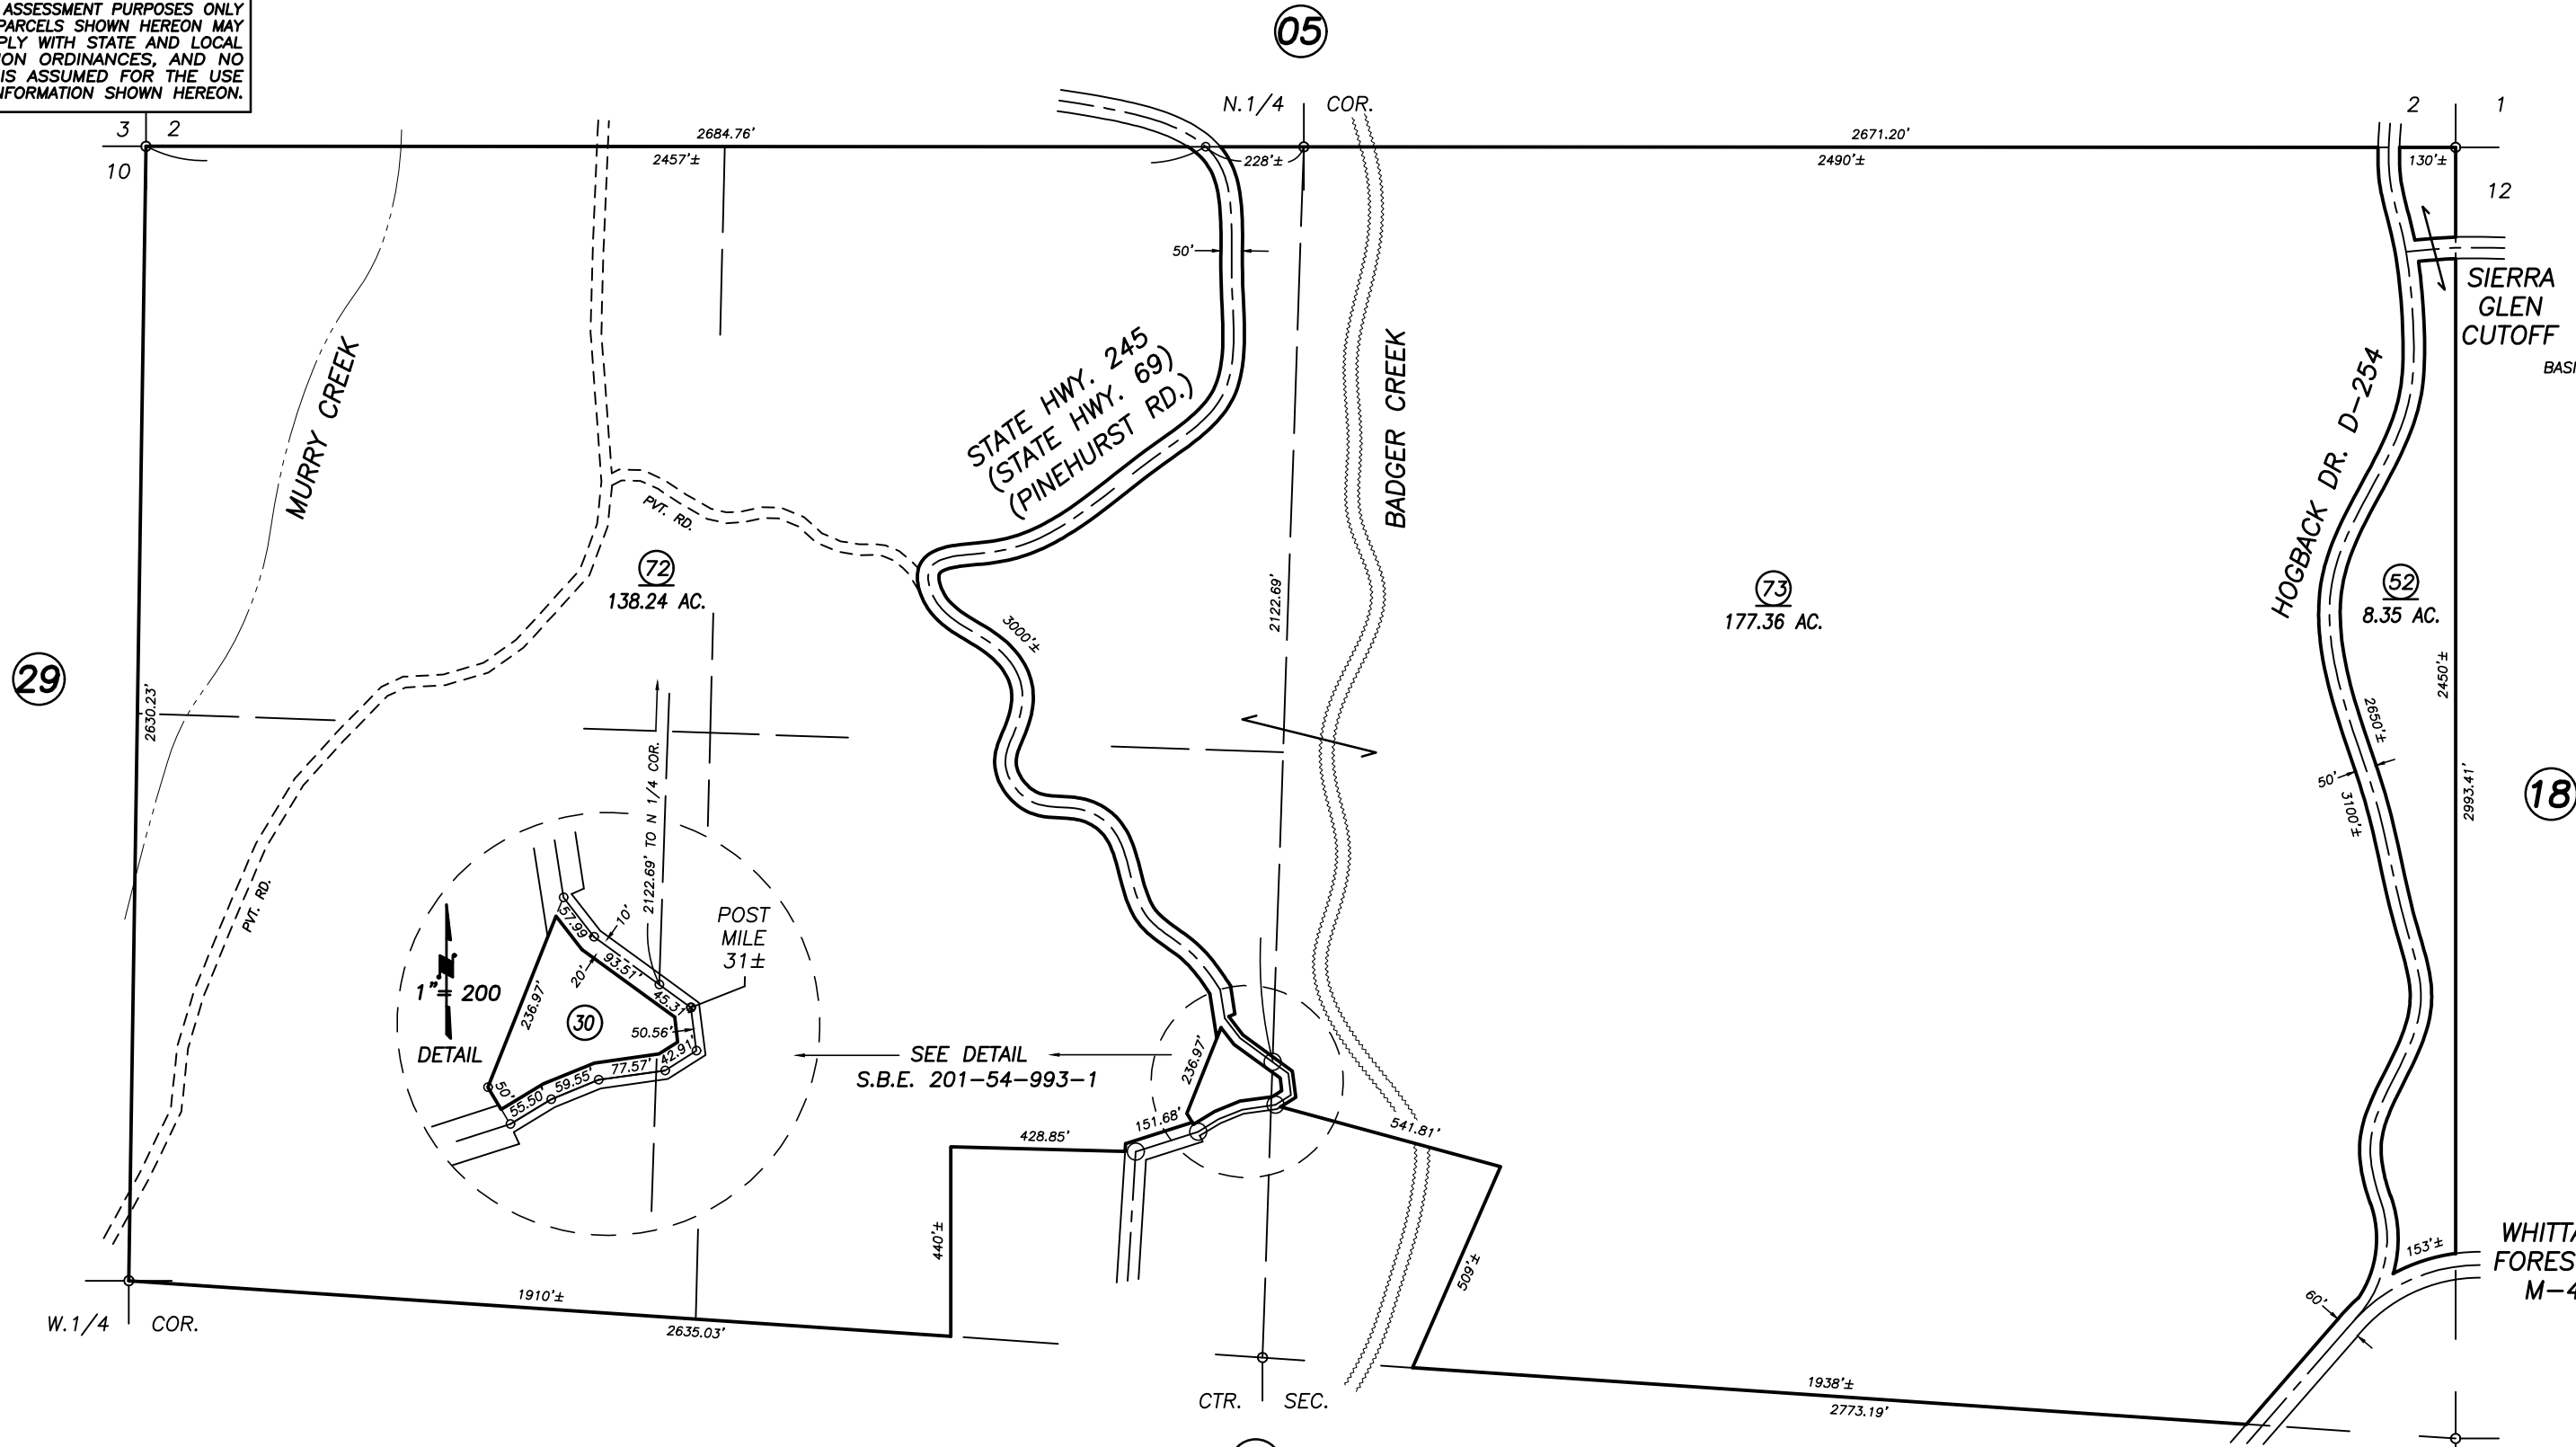 ASSESSMENT PURPOSES ONLY
PARCELS SHOWN HEREON MAY
PLY WITH STATE AND LOCAL
ION ORDINANCES, AND NO
IS ASSUMED FOR THE USE
NFORMATION SHOWN HEREON.
05
N.1/4 COR.
3 2
10
2684.76'
2457'±
228'±
2671.20'
2490'±
2 1
130'±
12
50'
SIERRA
GLEN
CUTOFF
BASI
MURRY CREEK
STATE HWY. 245
(STATE HWY. 69)
(PINEHURST RD.)
BADGER CREEK
HOGBACK DR. D-254
PVT. RD.
72
138.24 AC.
3000'±
2122.69'
73
177.36 AC.
52
8.35 AC.
29
2630.23'
2450'±
2650'±
50'
3100'±
2993.41'
18
PVT. RD.
2122.69' TO N 1/4 COR.
POST
MILE
31±
57.99
10'
20'
93.51'
45.31'
236.97'
30
50.56'
42.91'
77.57'
59.55'
55.50'
50'
1"= 200
DETAIL
SEE DETAIL
S.B.E. 201-54-993-1
236.97'
151.68'
428.85'
440'±
541.81'
509'±
153'±
WHITTA
FORES
M-4
60'
W.1/4 COR.
1910'±
2635.03'
CTR. SEC.
1938'±
2773.19'